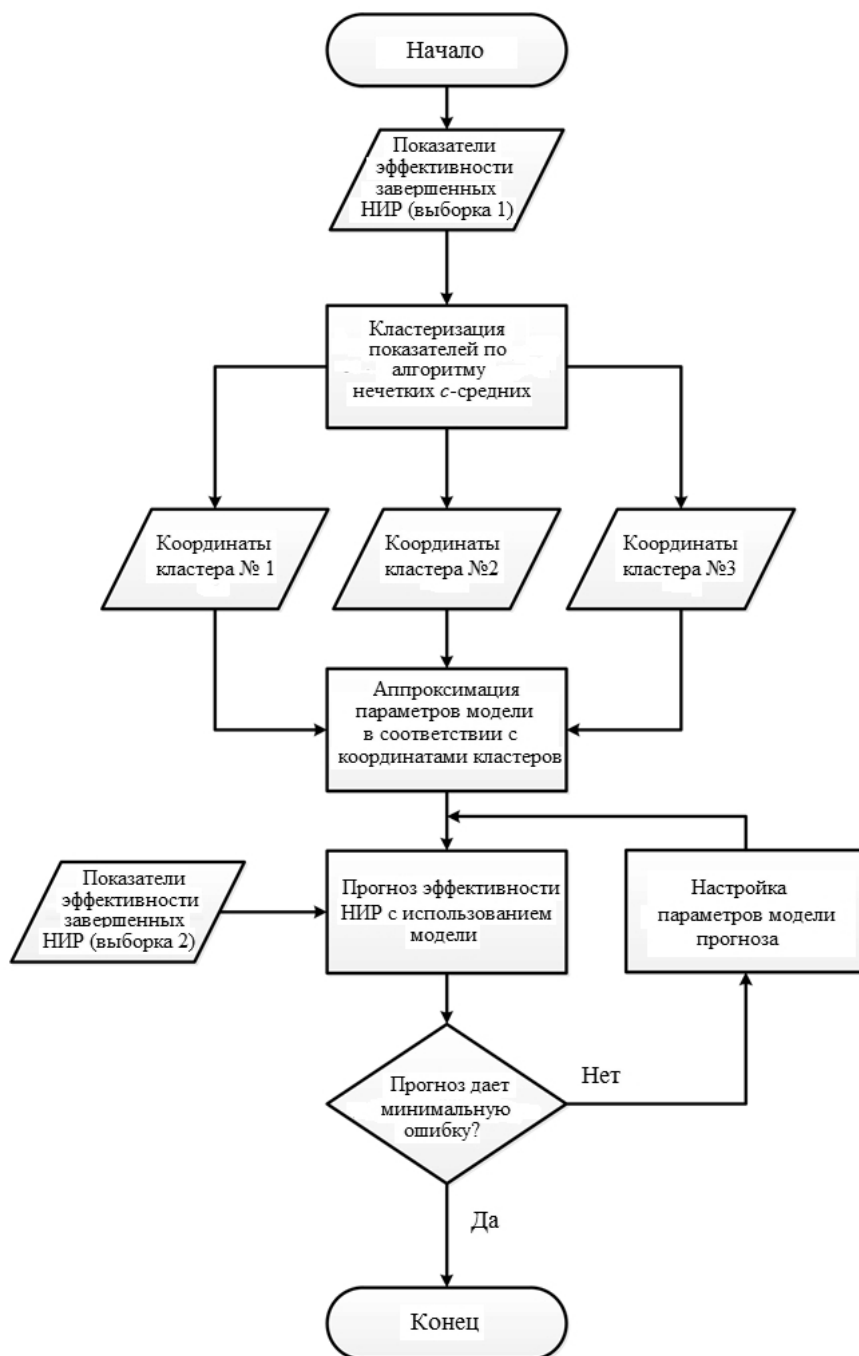 Начало
Показатели
эффективности
завершенных
НИР (выборка 1)
Кластеризация
показателей по
алгоритму
нечетких c-средних
Координаты
кластера № 1
Координаты
кластера №2
Координаты
кластера №3
Аппроксимация
параметров модели
в соответствии с
координатами кластеров
Показатели
эффективности
завершенных
НИР (выборка 2)
Прогноз эффективности
НИР с использованием
модели
Настройка
параметров модели
прогноза
Прогноз дает
минимальную
ошибку?
Нет
Да
Конец